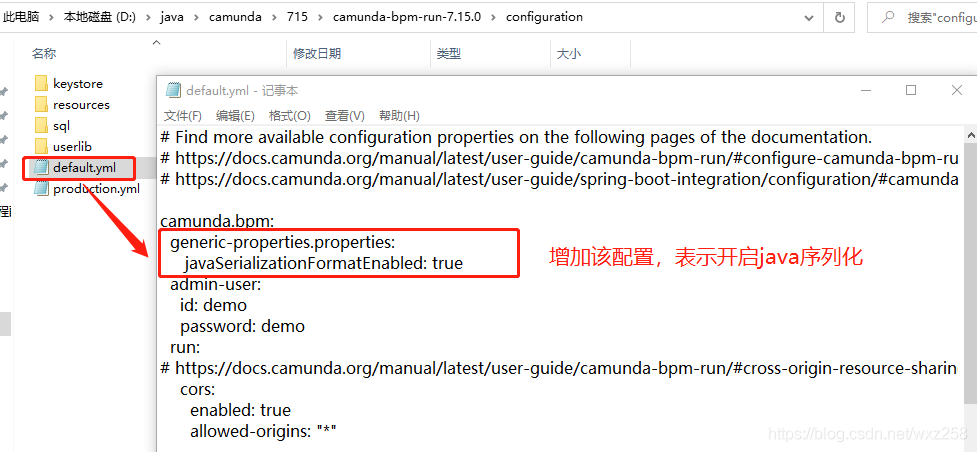 此电脑 › 本地磁盘 (D:) › java › camunda › 715 › camunda-bpm-run-7.15.0 › configuration
搜索"configu
名称 修改日期 类型 大小
keystore
resources
sql
userlib
default.yml
production.yml
default.yml - 记事本
文件(F) 编辑(E) 格式(O) 查看(V) 帮助(H)
# Find more available configuration properties on the following pages of the documentation.
# https://docs.camunda.org/manual/latest/user-guide/camunda-bpm-run/#configure-camunda-bpm-ru
# https://docs.camunda.org/manual/latest/user-guide/spring-boot-integration/configuration/#camunda
camunda.bpm:
generic-properties.properties:
javaSerializationFormatEnabled: true
增加该配置，表示开启java序列化
admin-user:
id: demo
password: demo
run:
# https://docs.camunda.org/manual/latest/user-guide/camunda-bpm-run/#cross-origin-resource-sharin
cors:
enabled: true
allowed-origins: "*"
https://blog.csdn.net/wxz258